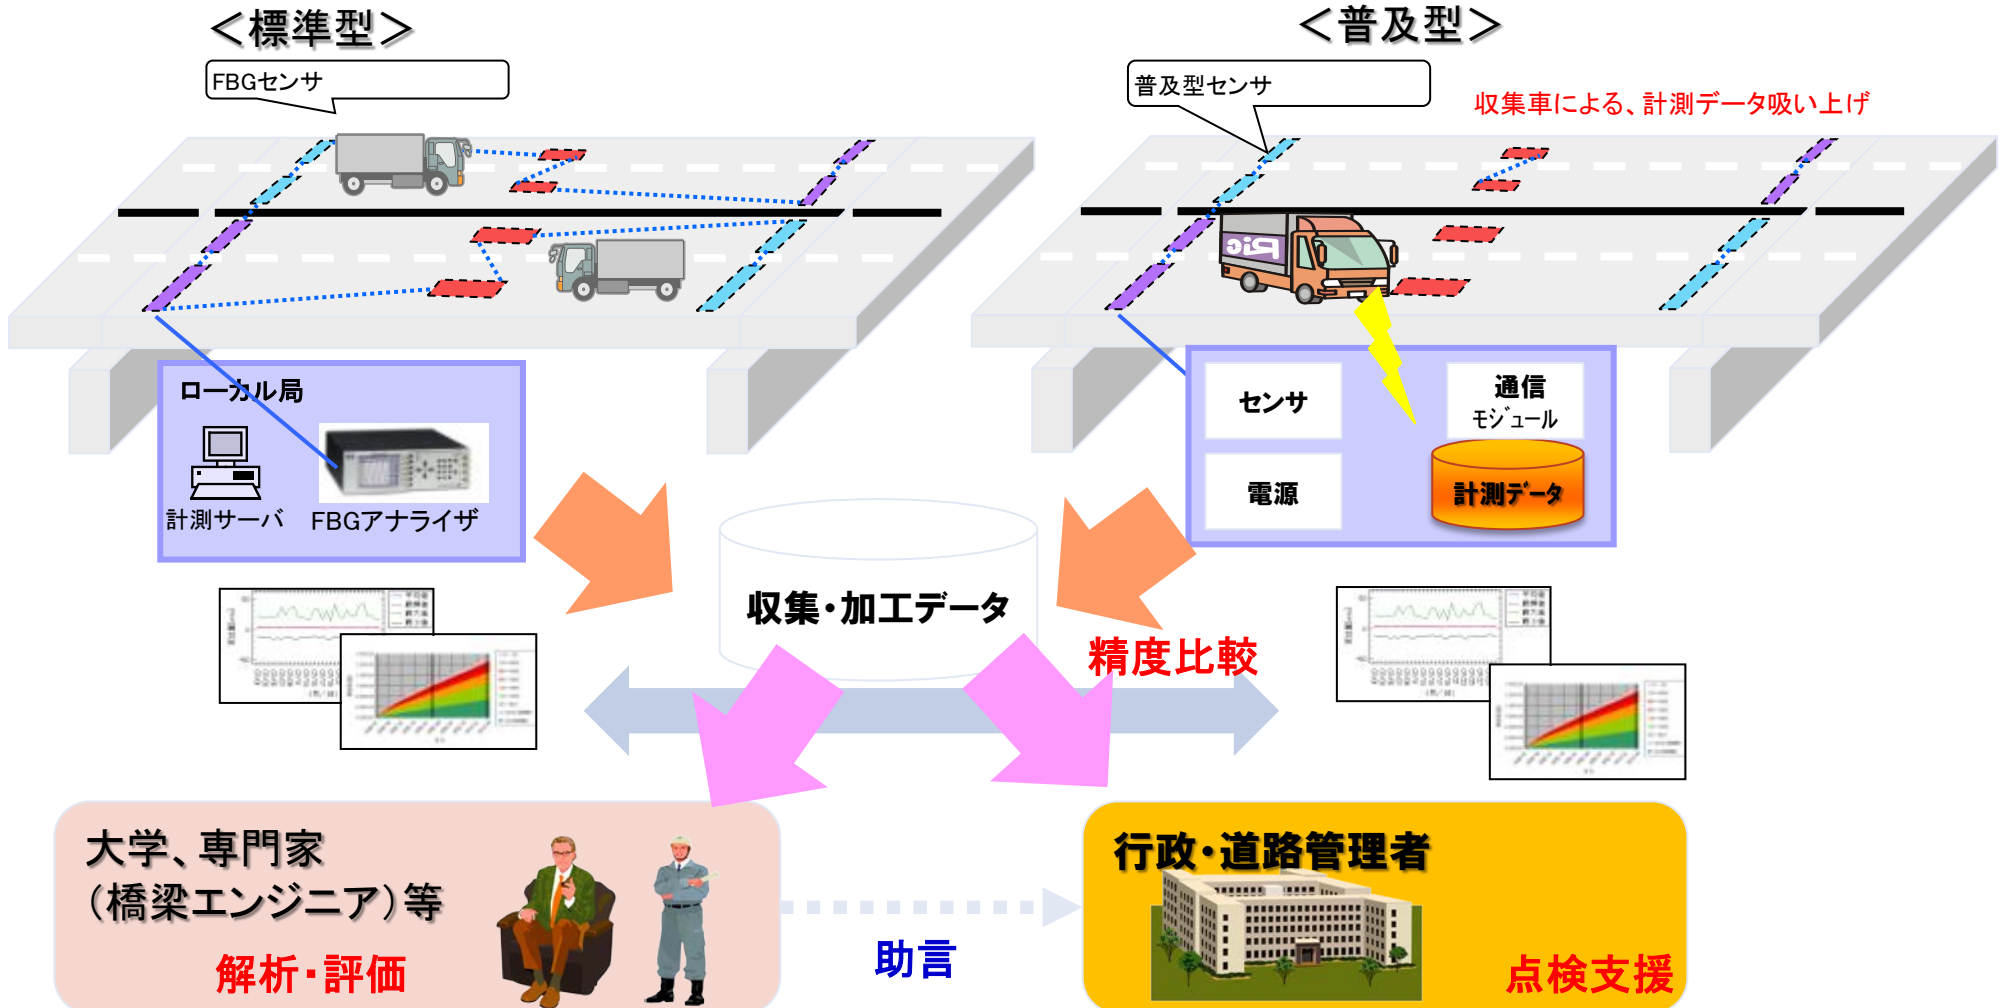 ＜標準型＞
FBGセンサ
＜普及型＞
普及型センサ
収集車による、計測データ吸い上げ
ローカル局
計測サーバ
FBGアナライザ
センサ
通信
モジュール
電源
計測データ
収集・加工データ
精度比較
大学、専門家
（橋梁エンジニア）等
解析・評価
助言
行政・道路管理者
点検支援